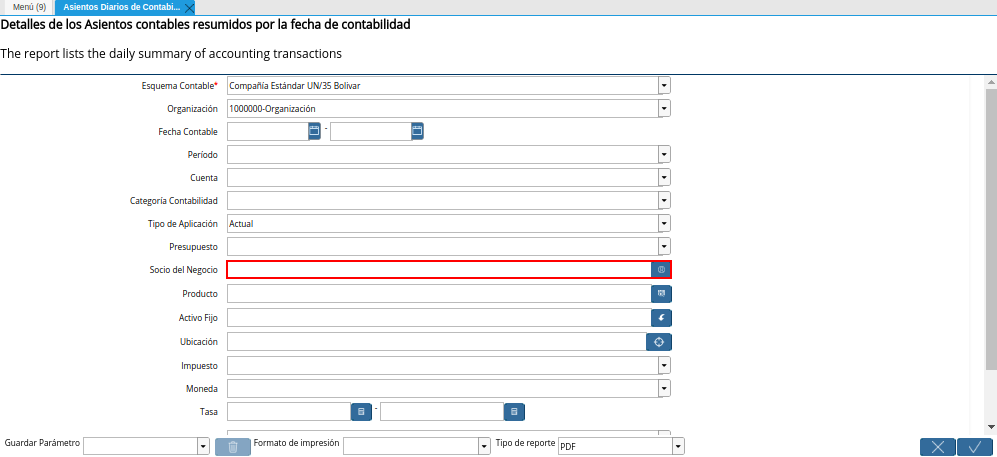 Menú (9)
Asientos Diarios de Contabi...
Detalles de los Asientos contables resumidos por la fecha de contabilidad
The report lists the daily summary of accounting transactions
Esquema Contable* Compañía Estándar UN/35 Bolivar
Organización 1000000-Organización
Fecha Contable -
Período
Cuenta
Categoría Contabilidad
Tipo de Aplicación Actual
Presupuesto
Socio del Negocio
Producto
Activo Fijo
Ubicación
Impuesto
Moneda
Tasa -
Guardar Parámetro Formato de impresión Tipo de reporte PDF